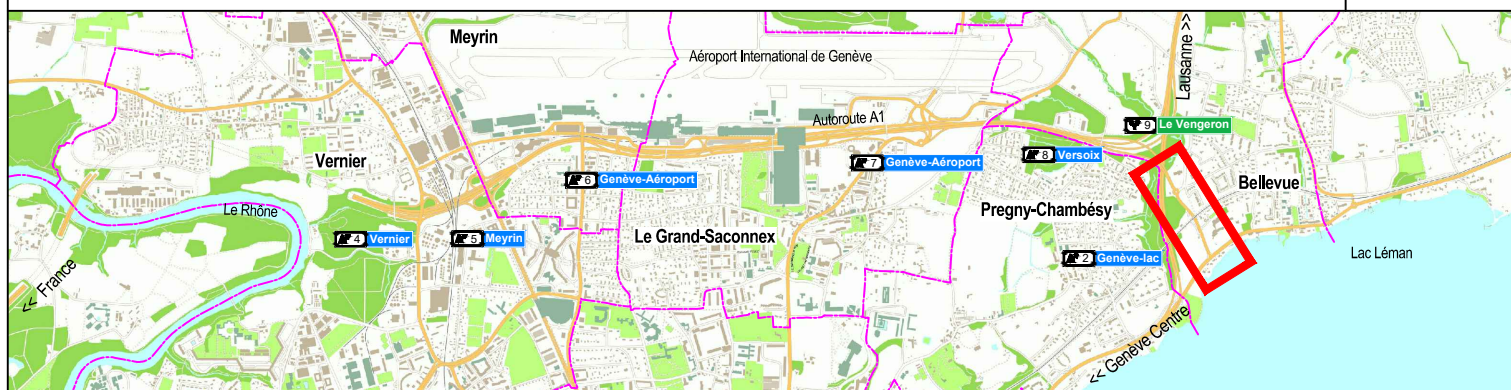 Meyrin
Aéroport International de Genève
Lausanne >>
Autoroute A1
9 Le Vengeron
Vernier
7 Genève-Aéroport
8 Versoix
6 Genève-Aéroport
Bellevue
Le Rhône
Pregny-Chambésy
4 Vernier
5 Meyrin
Le Grand-Saconnex
2 Genève-lac
Lac Léman
<< France
<< Genève Centre